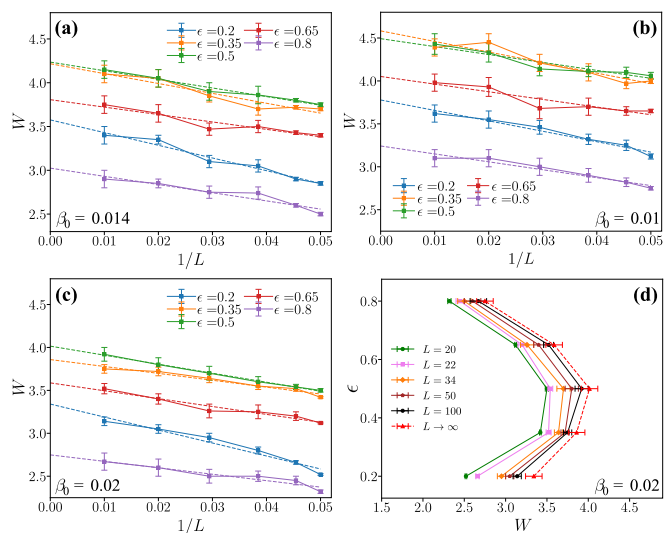 (a)
ϵ =0.2
ϵ =0.65
ϵ =0.35
ϵ =0.8
ϵ =0.5
4.5
4.0
3.5
3.0
2.5
W
β₀ = 0.014
0.00 0.01 0.02 0.03 0.04 0.05
1/L
(b)
4.5
4.0
3.5
3.0
2.5
W
ϵ =0.2
ϵ =0.65
ϵ =0.35
ϵ =0.8
ϵ =0.5
β₀ = 0.01
0.00 0.01 0.02 0.03 0.04 0.05
1/L
(c)
ϵ =0.2
ϵ =0.65
ϵ =0.35
ϵ =0.8
ϵ =0.5
4.5
4.0
3.5
3.0
2.5
W
β₀ = 0.02
0.00 0.01 0.02 0.03 0.04 0.05
1/L
(d)
0.8
0.6
0.4
0.2
ϵ
L = 20
L = 22
L = 34
L = 50
L = 100
L → ∞
β₀ = 0.02
1.5 2.0 2.5 3.0 3.5 4.0 4.5
W